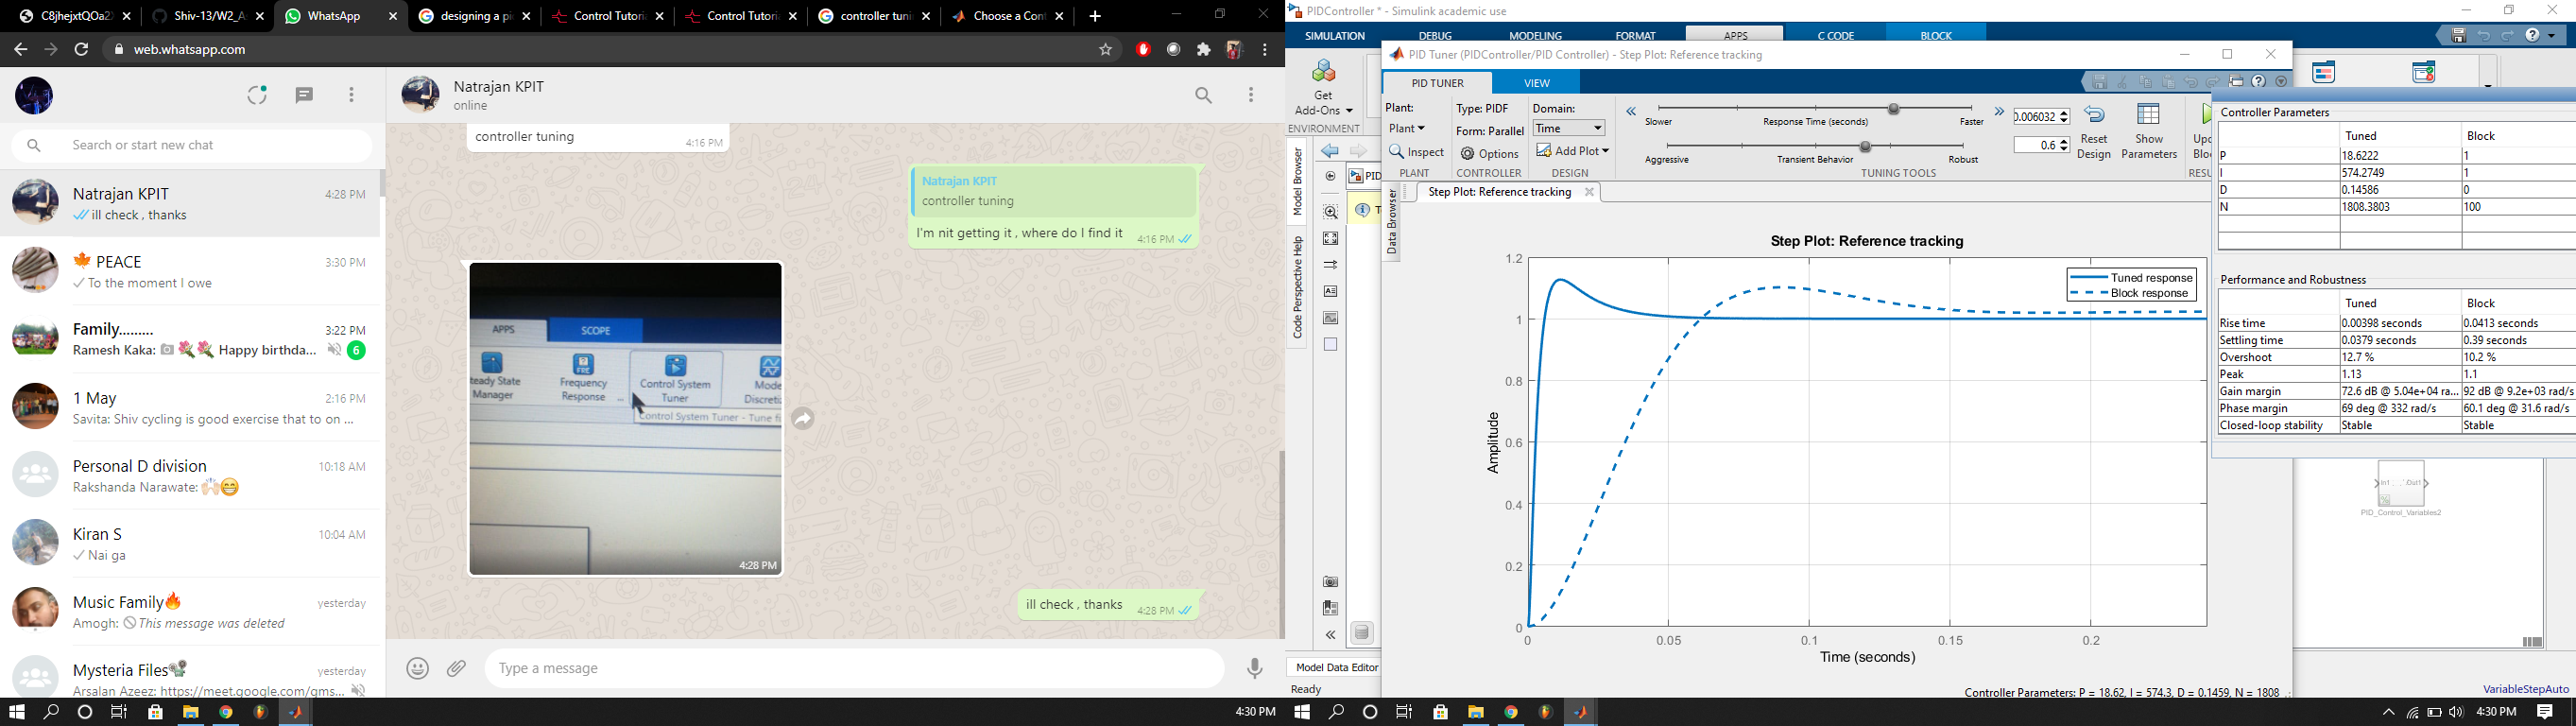 C8jhejxtQOa2
Shiv-13/W2_A
WhatsApp
designing a pi
Control Tutori
Control Tutori
controller tuni
Choose a Cont
web.whatsapp.com
Search or start new chat
Natrajan KPIT
4:28 PM
ill check , thanks
PEACE
3:30 PM
To the moment I owe
Family.........
3:22 PM
Ramesh Kaka: Happy birthda...
6
1 May
2:16 PM
Savita: Shiv cycling is good exercise that to on ...
Personal D division
10:18 AM
Rakshanda Narawate:
Kiran S
10:04 AM
Nai ga
Music Family
yesterday
Amogh: This message was deleted
Mysteria Files
yesterday
Arsalan Azeez: https://meet.google.com/qms...
Natrajan KPIT
online
controller tuning
4:16 PM
Natrajan KPIT
controller tuning
I'm nit getting it , where do I find it
4:16 PM
APPS
SCOPE
teady State
Manager
FRE
Frequency
Response
...
Control System
Tuner
Mode
Discreti
Control System Tuner - Tune fi
4:28 PM
ill check , thanks
4:28 PM
Type a message
4:30 PM
PIDController * - Simulink academic use
SIMULATION
DEBUG
MODELING
FORMAT
APPS
C CODE
BLOCK
Get
Add-Ons
ENVIRONMENT
Model Browser
Code Perspective Help
PID
PID Tuner (PIDController/PID Controller) - Step Plot: Reference tracking
PID TUNER
VIEW
Plant:
Plant
Inspect
PLANT
Type: PIDF
Form: Parallel
Options
CONTROLLER
Domain:
Time
Add Plot
DESIGN
Slower
Response Time (seconds)
Faster
0.006032
Aggressive
Transient Behavior
Robust
0.6
TUNING TOOLS
Reset
Design
Show
Parameters
Data Browser
Step Plot: Reference tracking
Step Plot: Reference tracking
Tuned response
Block response
Amplitude
1.2
1
0.8
0.6
0.4
0.2
0
0
0.05
0.1
0.15
0.2
Time (seconds)
Controller Parameters: P = 18.62, I = 574.3, D = 0.1459, N = 1808
Controller Parameters
Tuned Block
P 18.6222 1
I 574.2749 1
D 0.14586 0
N 1808.3803 100
Performance and Robustness
Tuned Block
Rise time 0.00398 seconds 0.0413 seconds
Settling time 0.0379 seconds 0.39 seconds
Overshoot 12.7 % 10.2 %
Peak 1.13 1.1
Gain margin 72.6 dB @ 5.04e+04 ra... 92 dB @ 9.2e+03 rad/s
Phase margin 69 deg @ 332 rad/s 60.1 deg @ 31.6 rad/s
Closed-loop stability Stable Stable
In1
Out1
PID_Control_Variables2
Model Data Editor
Ready
VariableStepAuto
4:30 PM